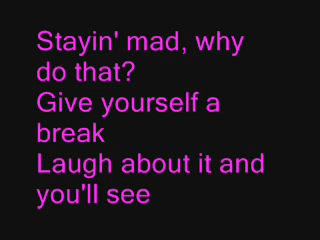 Stayin' mad, why
do that?
Give yourself a
break
Laugh about it and
you'll see